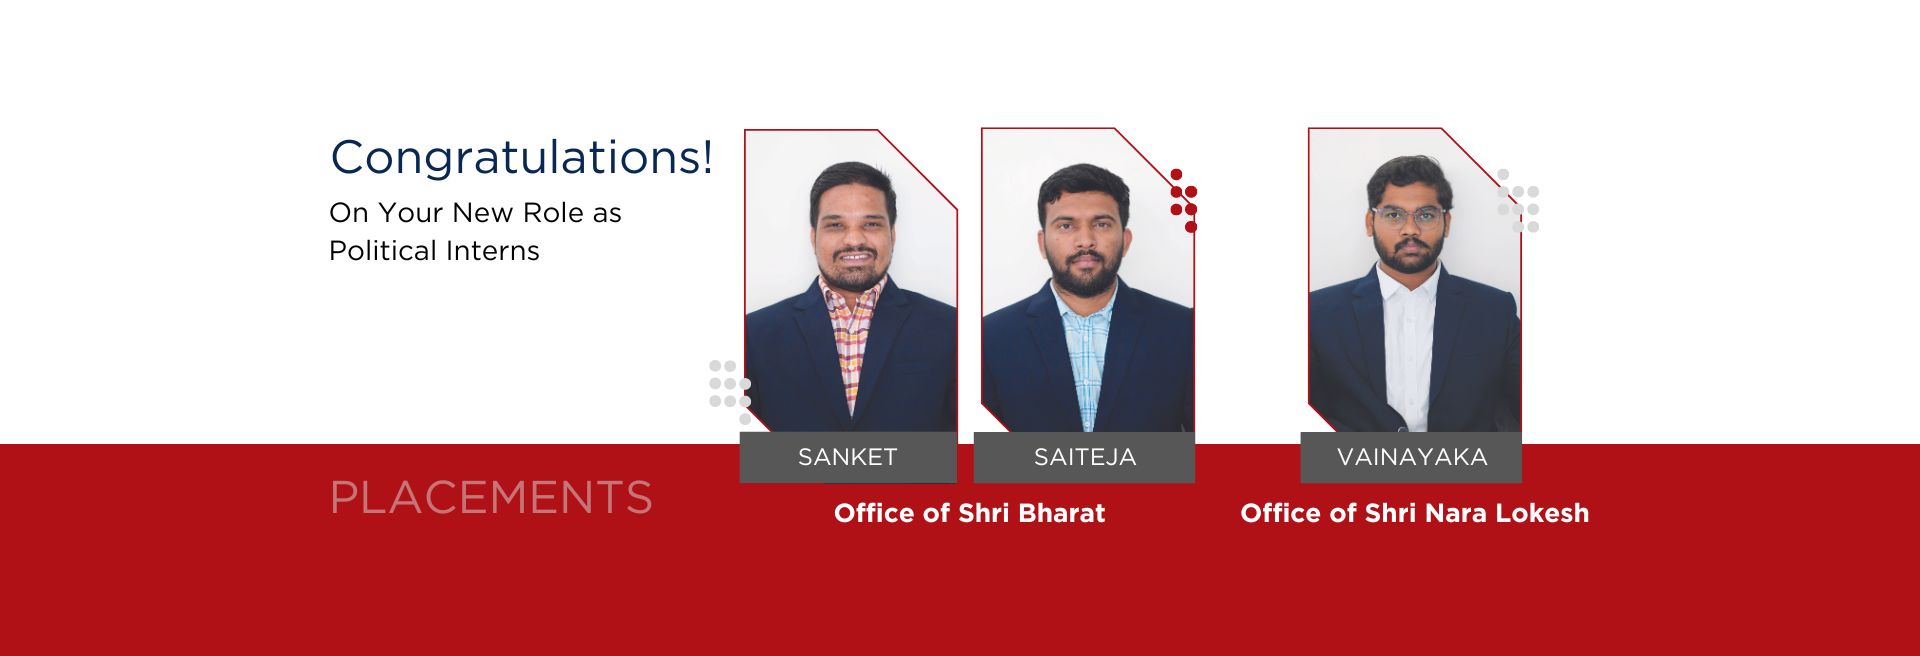 Congratulations!
On Your New Role as
Political Interns
SANKET
SAITEJA
VAINAYAKA
PLACEMENTS
Office of Shri Bharat
Office of Shri Nara Lokesh